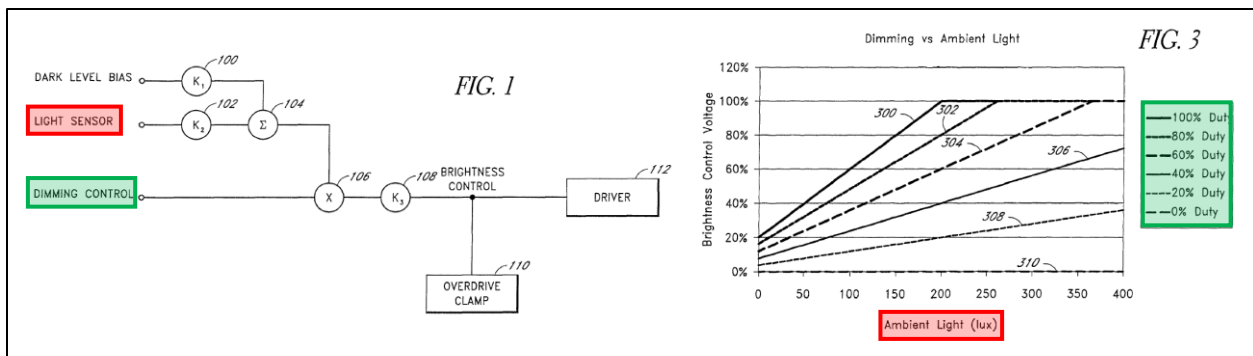 FIG. 1
DARK LEVEL BIAS
K1
100
LIGHT SENSOR
K2
102
Σ
104
DIMMING CONTROL
X
106
K3
108
BRIGHTNESS
CONTROL
DRIVER
112
110
OVERDRIVE
CLAMP
FIG. 3
Dimming vs Ambient Light
Brightness Control Voltage
120%
100%
80%
60%
40%
20%
0%
300
302
304
306
308
310
0 50 100 150 200 250 300 350 400
Ambient Light (lux)
100% Duty
80% Duty
60% Duty
40% Duty
20% Duty
0% Duty